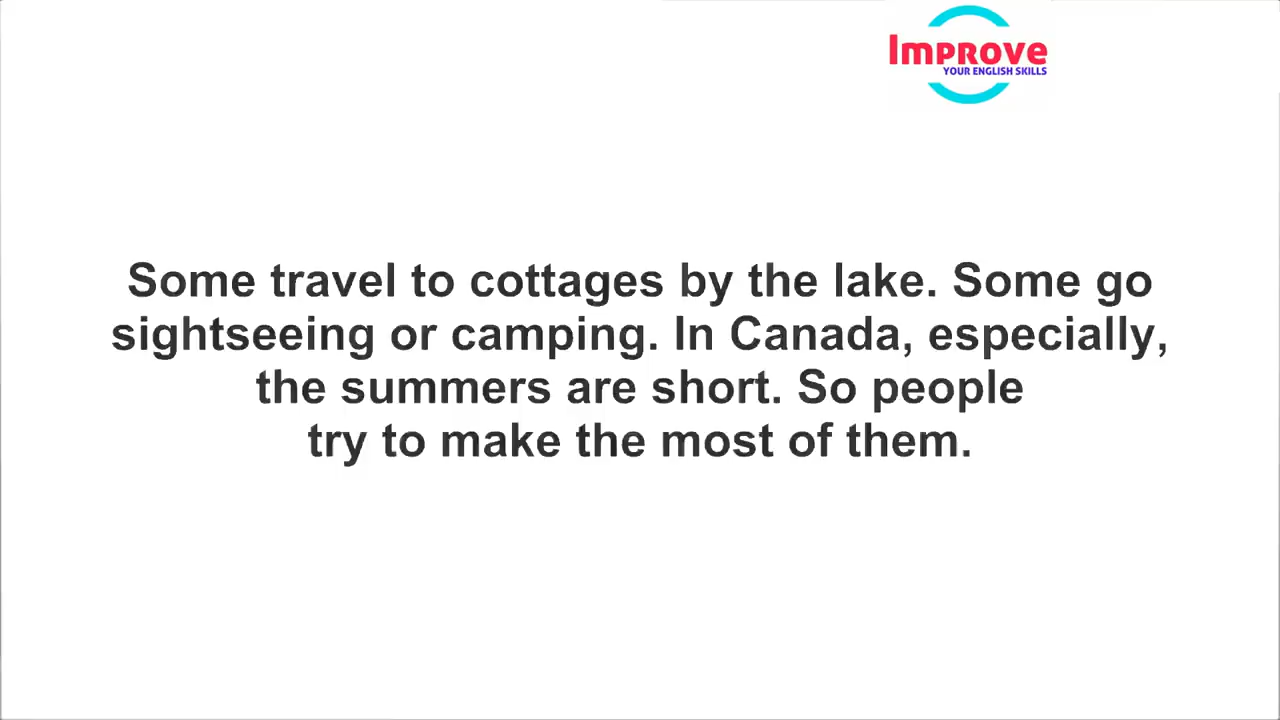 Improve
YOUR ENGLISH SKILLS
Some travel to cottages by the lake. Some go
sightseeing or camping. In Canada, especially,
the summers are short. So people
try to make the most of them.